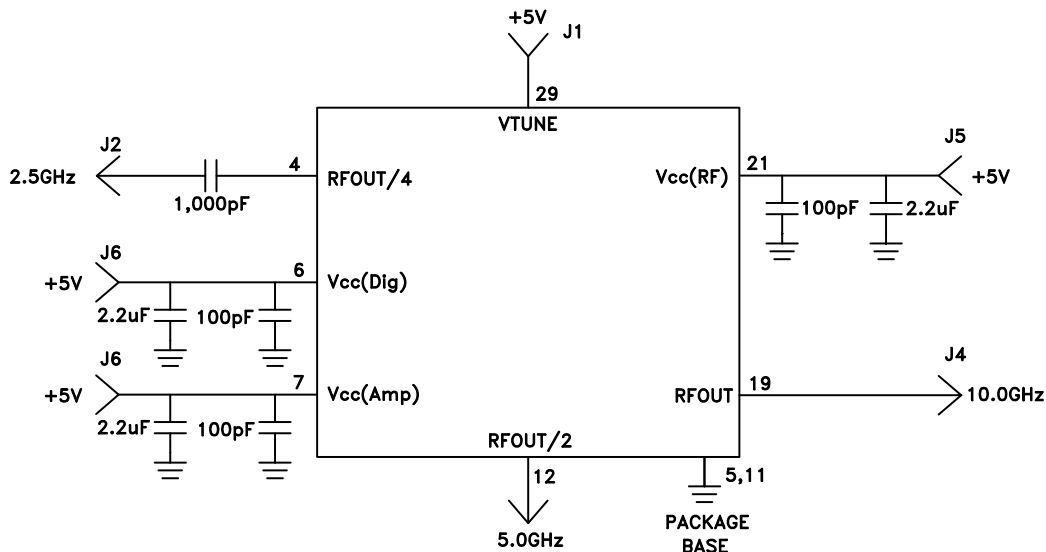 +5V
J1
29
VTUNE
J2
2.5GHz
1,000pF
4
RFOUT/4
Vcc(RF)
21
J5
+5V
100pF
2.2uF
J6
+5V
6
Vcc(Dig)
2.2uF
100pF
J6
+5V
7
Vcc(Amp)
2.2uF
100pF
RFOUT
19
J4
10.0GHz
RFOUT/2
12
5.0GHz
5,11
PACKAGE
BASE